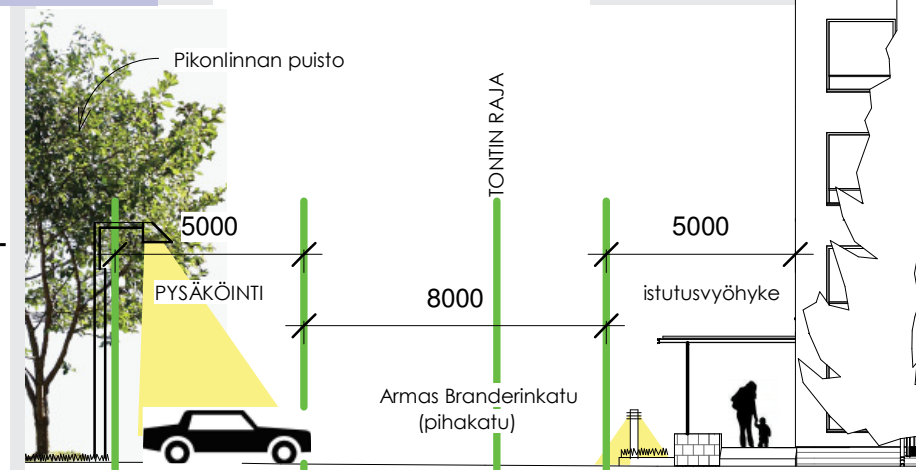 Pikonlinnan puisto
TONTIN RAJA
5000
5000
PYSÄKÖINTI
8000
istutusvyöhyke
Armas Branderinkatu
(pihakatu)